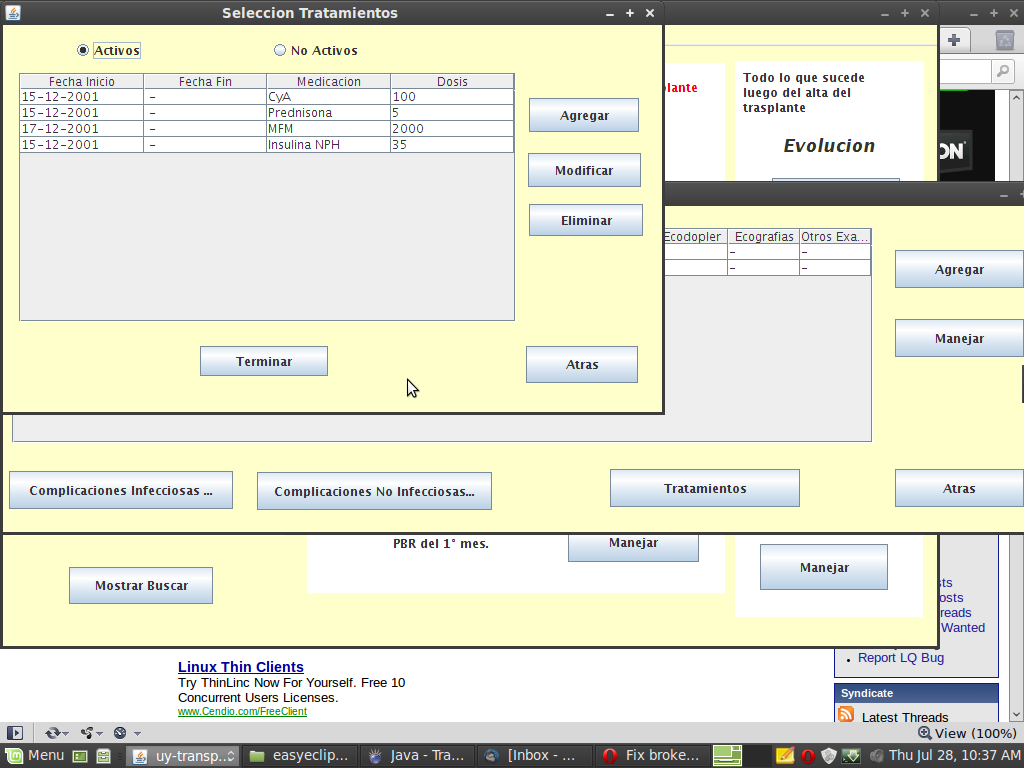 Seleccion Tratamientos
Activos
No Activos
Fecha Inicio Fecha Fin Medicacion Dosis
15-12-2001 - CyA 100
15-12-2001 - Prednisona 5
17-12-2001 - MFM 2000
15-12-2001 - Insulina NPH 35
Agregar
Modificar
Eliminar
Terminar
Atras
lante
Todo lo que sucede
luego del alta del
trasplante
Evolucion
ON
Ecodopler Ecografias Otros Exa...
- -
- -
Agregar
Manejar
Complicaciones Infecciosas ...
Complicaciones No Infecciosas...
Tratamientos
Atras
PBR del 1° mes.
Manejar
Manejar
Mostrar Buscar
sts
osts
reads
Wanted
Report LQ Bug
Syndicate
Latest Threads
Linux Thin Clients
Try ThinLinc Now For Yourself. Free 10
Concurrent Users Licenses.
www.Cendio.com/FreeClient
View (100%)
Menu
uy-transp...
easyeclip...
Java - Tra...
[Inbox - ...
Fix broke...
Thu Jul 28, 10:37 AM